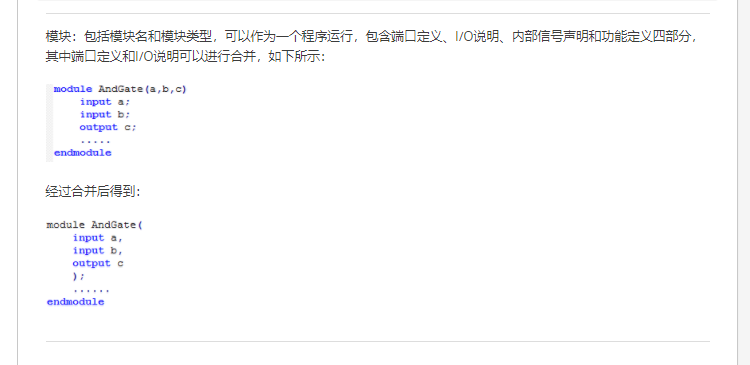 模块：包括模块名和模块类型，可以作为一个程序运行，包含端口定义、I/O说明、内部信号声明和功能定义四部分，
其中端口定义和I/O说明可以进行合并，如下所示：
module AndGate(a,b,c)
input a;
input b;
output c;
.....
endmodule
经过合并后得到：
module AndGate(
input a,
input b,
output c
);
......
endmodule